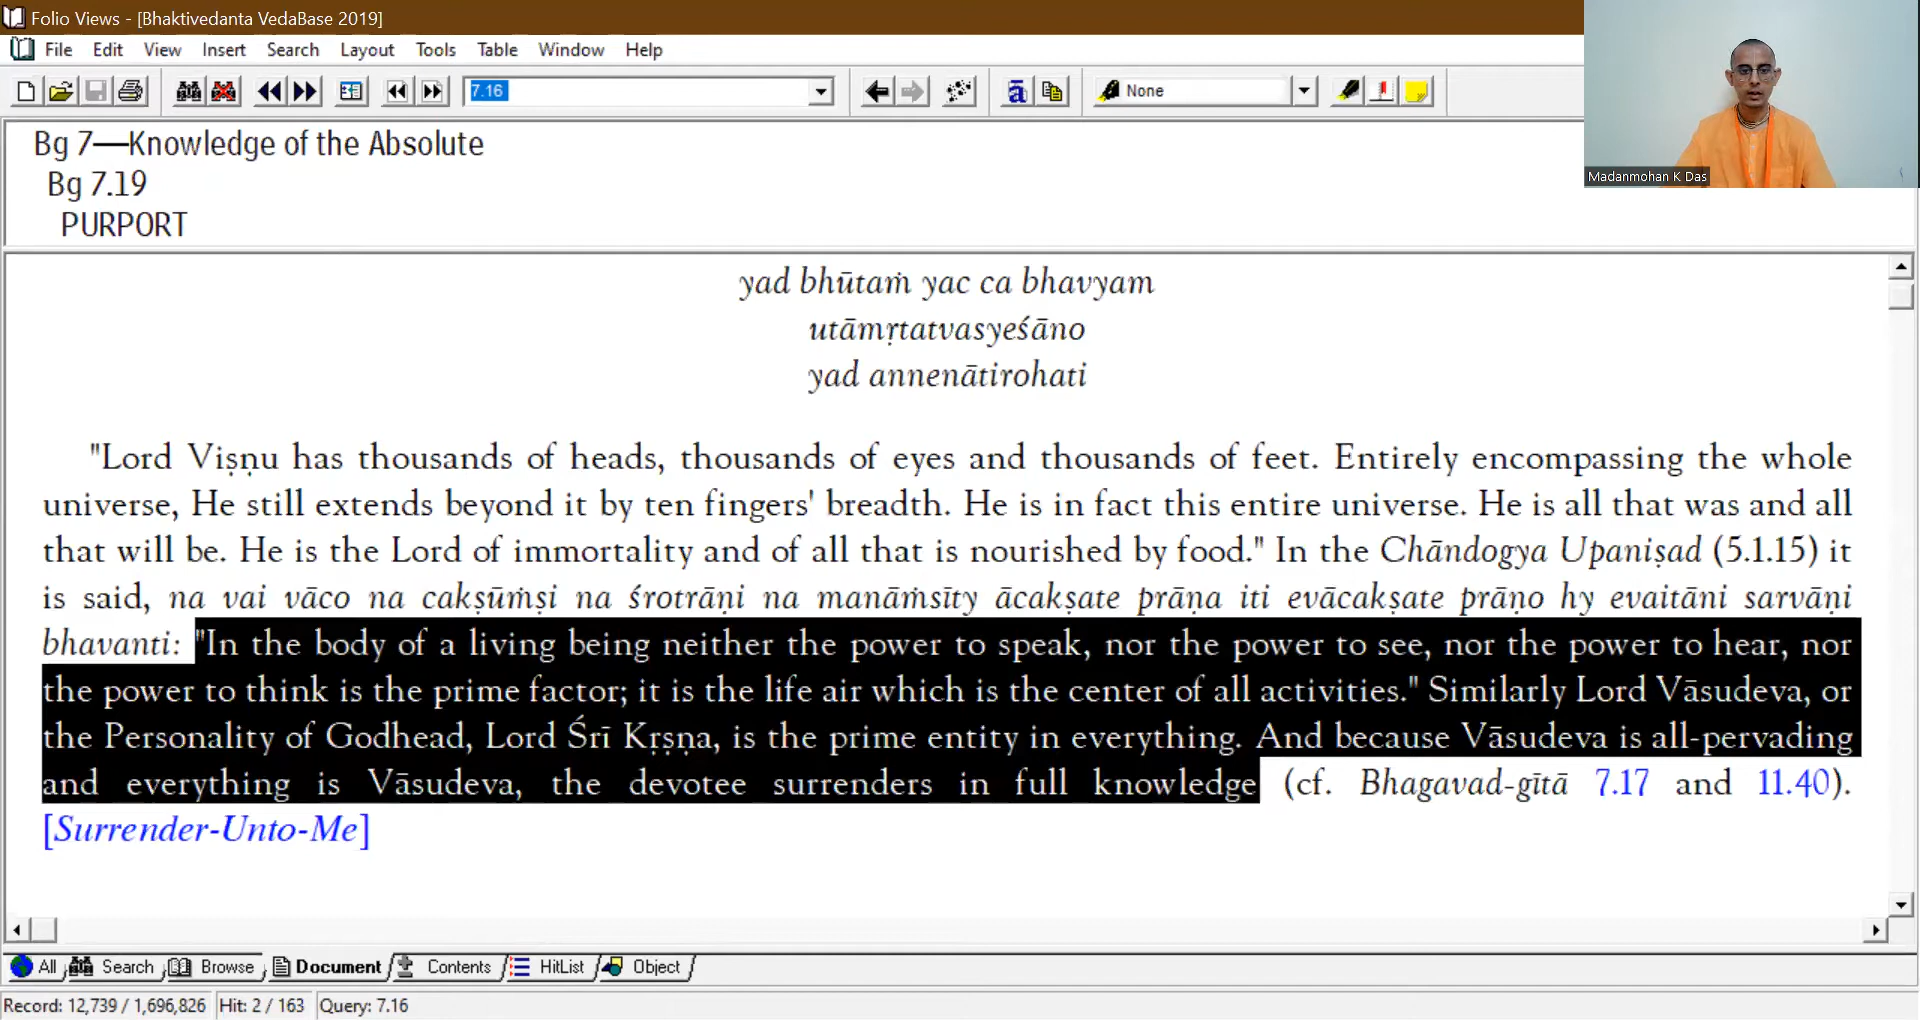 Folio Views - [Bhaktivedanta VedaBase 2019]
File Edit View Insert Search Layout Tools Table Window Help
7.16 None
Bg 7—Knowledge of the Absolute
Bg 7.19
PURPORT
Madanmohan K Das
yad bhūtaṁ yac ca bhavyam
utāmṛtatvasyeśāno
yad annenātirohati
"Lord Viṣṇu has thousands of heads, thousands of eyes and thousands of feet. Entirely encompassing the whole
universe, He still extends beyond it by ten fingers' breadth. He is in fact this entire universe. He is all that was and all
that will be. He is the Lord of immortality and of all that is nourished by food." In the Chāndogya Upaniṣad (5.1.15) it
is said, na vai vāco na cakṣūṁṣi na śrotrāṇi na manāṁsīty ācakṣate prāṇa iti evācakṣate prāṇo hy evaitāni sarvāṇi
bhavanti: "In the body of a living being neither the power to speak, nor the power to see, nor the power to hear, nor
the power to think is the prime factor; it is the life air which is the center of all activities." Similarly Lord Vāsudeva, or
the Personality of Godhead, Lord Śrī Kṛṣṇa, is the prime entity in everything. And because Vāsudeva is all-pervading
and everything is Vāsudeva, the devotee surrenders in full knowledge (cf. Bhagavad-gītā 7.17 and 11.40).
[Surrender-Unto-Me]
All Search Browse Document Contents HitList Object
Record: 12,739 / 1,696,826 Hit: 2 / 163 Query: 7.16